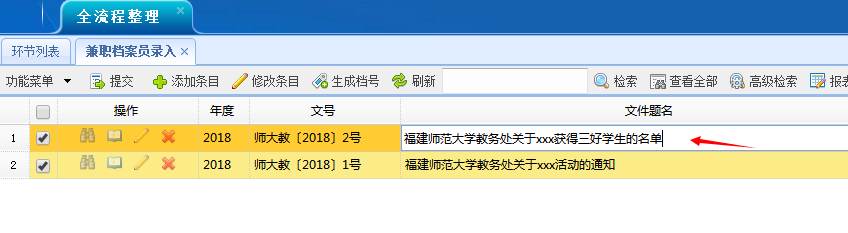 全流程整理
环节列表 兼职档案员录入
功能菜单 提交 添加条目 修改条目 生成档号 刷新 检索 查看全部 高级检索 报表
操作 年度 文号 文件题名
1 2018 师大教〔2018〕2号 福建师范大学教务处关于xxx获得三好学生的名单
2 2018 师大教〔2018〕1号 福建师范大学教务处关于xxx活动的通知